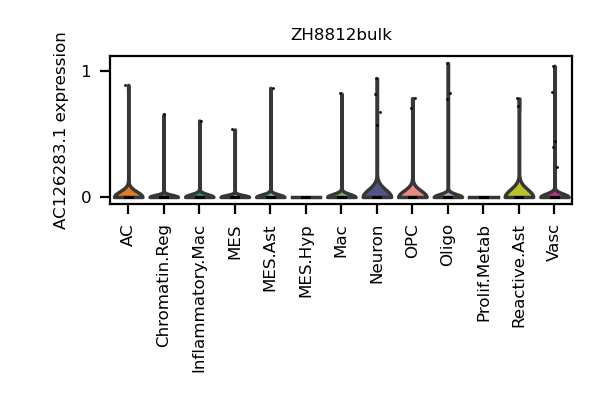 ZH8812bulk
AC126283.1 expression
1
0
AC
Chromatin.Reg
Inflammatory.Mac
MES
MES.Ast
MES.Hyp
Mac
Neuron
OPC
Oligo
Prolif.Metab
Reactive.Ast
Vasc